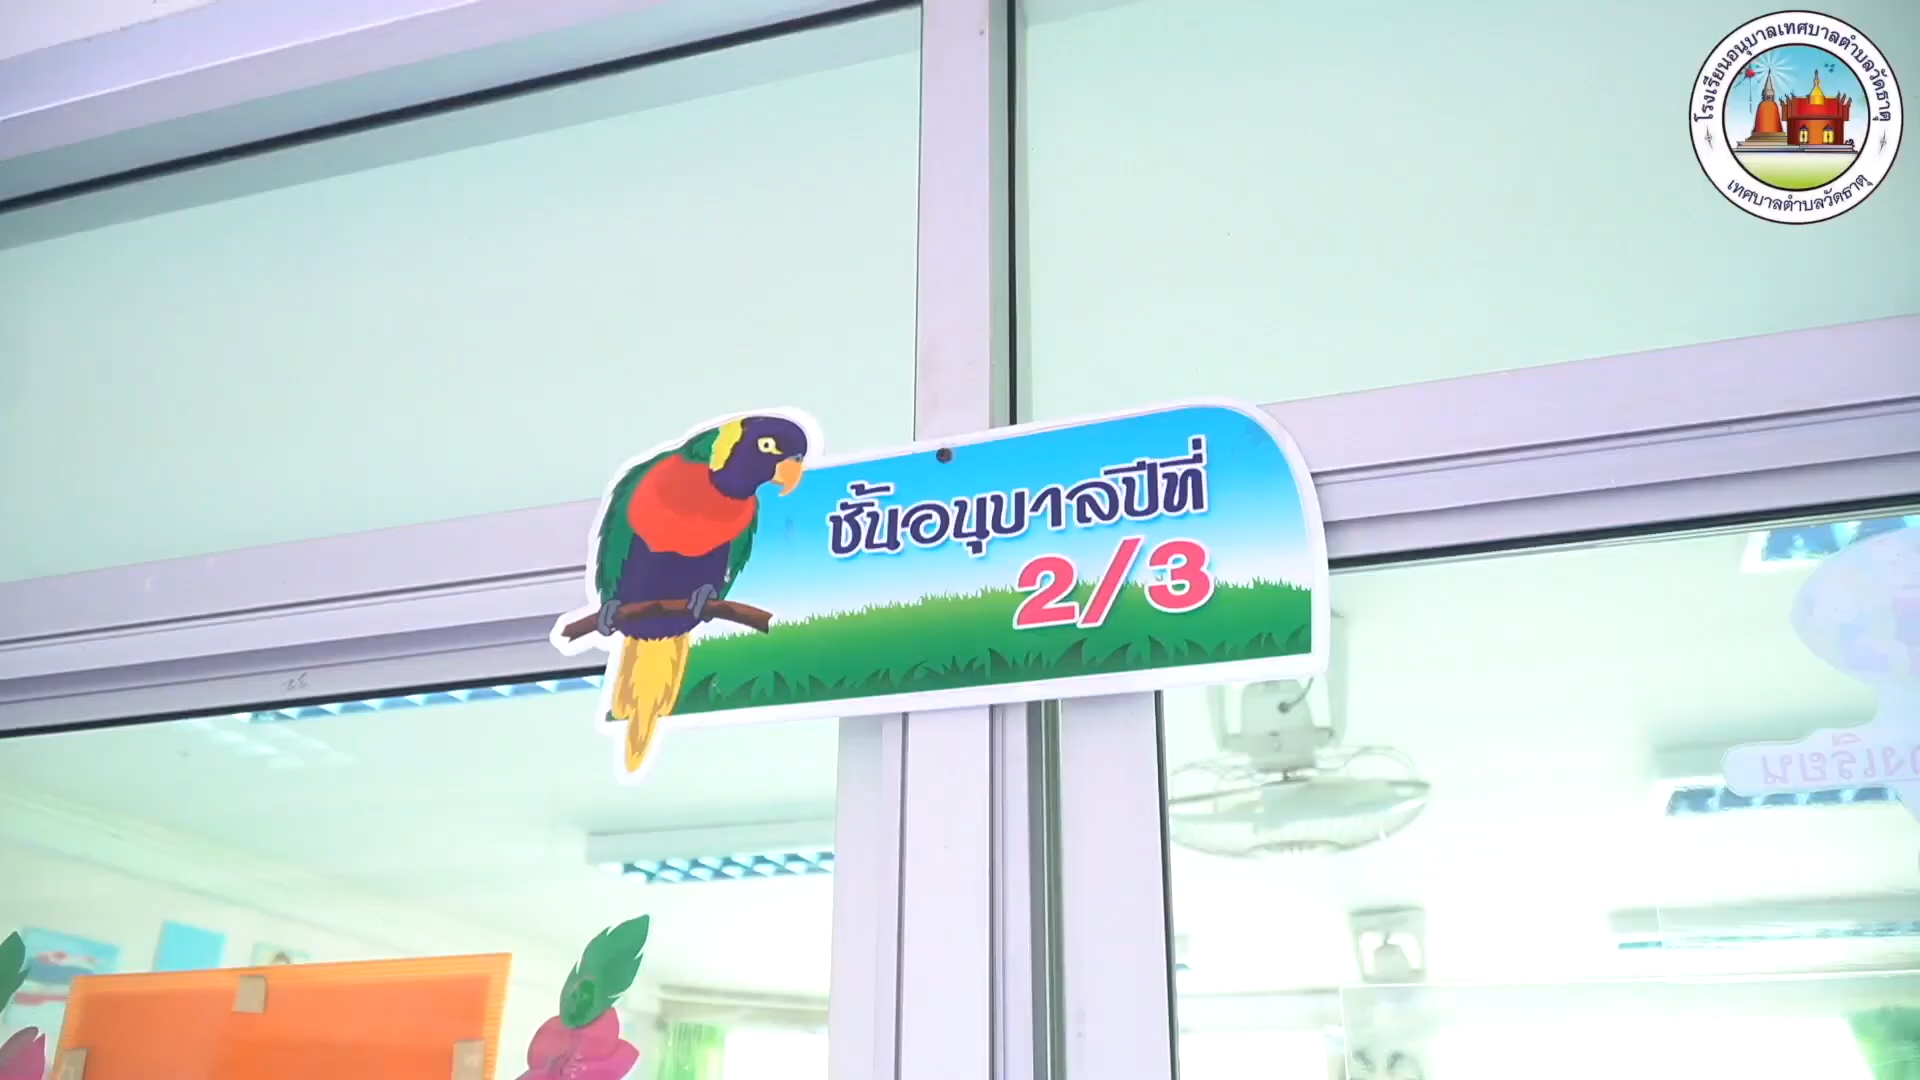 โรงเรียนอนุบาลเทศบาลตำบลวัดธาตุ
เทศบาลตำบลวัดธาตุ
ชั้นอนุบาลปีที่
2/3